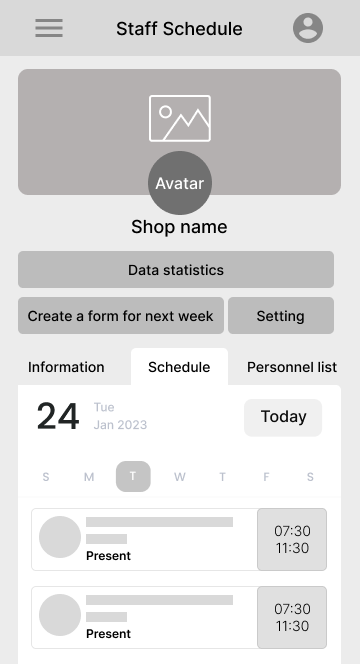 Staff Schedule
Avatar
Shop name
Data statistics
Create a form for next week
Setting
Information
Schedule
Personnel list
24
Tue
Jan 2023
Today
S M T W T F S
07:30
11:30
Present
07:30
11:30
Present